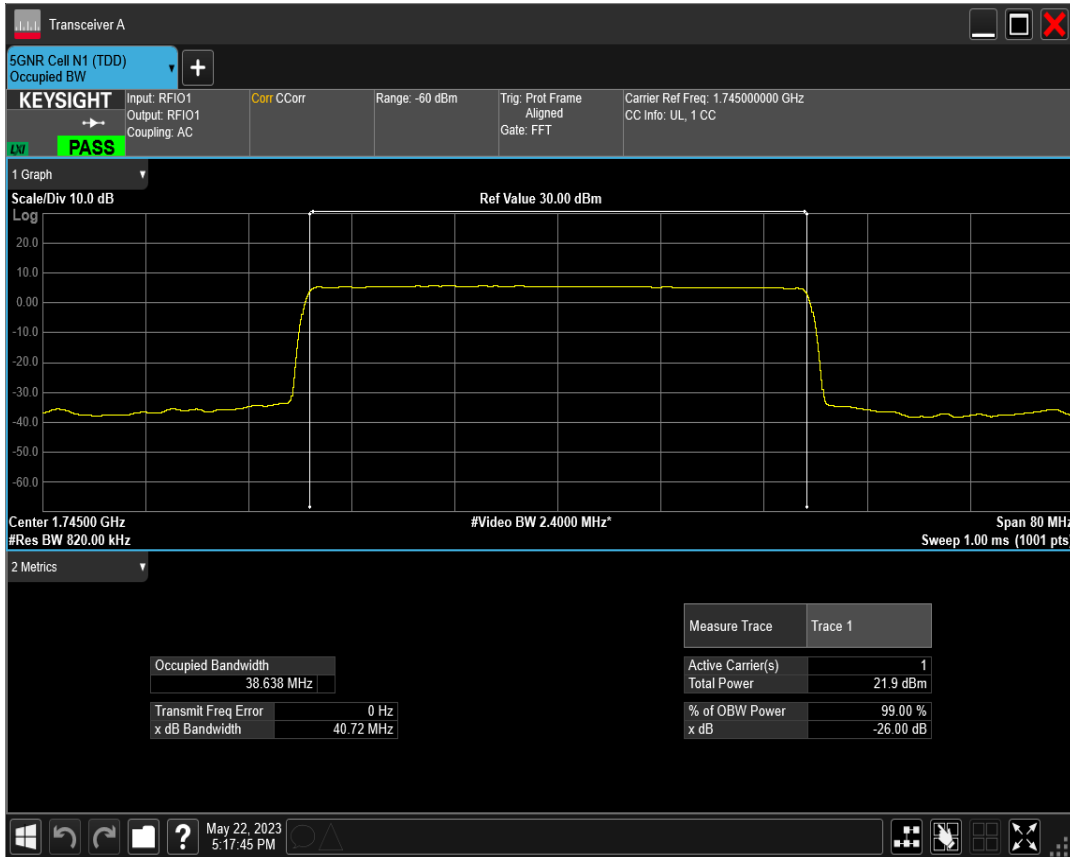 Transceiver A
5GNR Cell N1 (TDD)
Occupied BW
+
KEYSIGHT
LXI
PASS
Input: RFIO1
Output: RFIO1
Coupling: AC
Corr CCorr
Range: -60 dBm
Trig: Prot Frame
Aligned
Gate: FFT
Carrier Ref Freq: 1.745000000 GHz
CC Info: UL, 1 CC
1 Graph
Scale/Div 10.0 dB
Ref Value 30.00 dBm
Log
20.0
10.0
0.00
-10.0
-20.0
-30.0
-40.0
-50.0
-60.0
Center 1.74500 GHz
#Video BW 2.4000 MHz*
Span 80 MHz
#Res BW 820.00 kHz
Sweep 1.00 ms (1001 pts)
2 Metrics
Measure Trace Trace 1
Occupied Bandwidth
38.638 MHz
Active Carrier(s) 1
Total Power 21.9 dBm
Transmit Freq Error 0 Hz
x dB Bandwidth 40.72 MHz
% of OBW Power 99.00 %
x dB -26.00 dB
?
May 22, 2023
5:17:45 PM